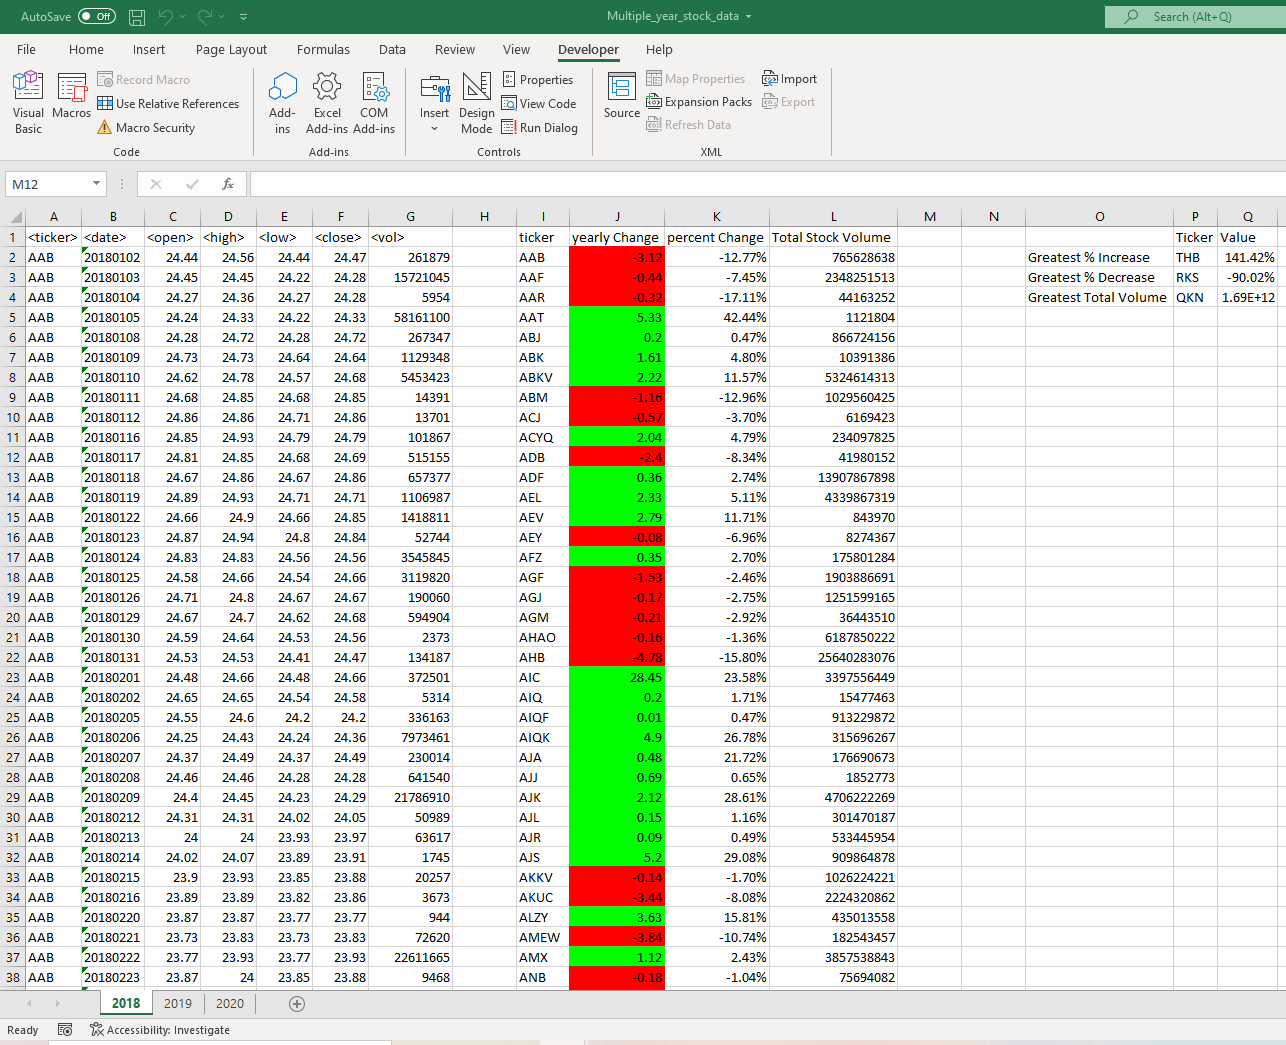 AutoSave Off Multiple_year_stock_data Search (Alt+Q)
File Home Insert Page Layout Formulas Data Review View Developer Help
Visual Basic Macros Record Macro Use Relative References Macro Security Code
Add-ins Excel Add-ins COM Add-ins Add-ins
Insert Design Mode Properties View Code Run Dialog Controls
Source Map Properties Expansion Packs Refresh Data Import Export XML
M12 fx
A B C D E F G H I J K L M N O P Q
1 <ticker> <date> <open> <high> <low> <close> <vol> ticker yearly Change percent Change Total Stock Volume Ticker Value
2 AAB 20180102 24.44 24.56 24.44 24.47 261879 AAB -3.12 -12.77% 765628638 Greatest % Increase THB 141.42%
3 AAB 20180103 24.45 24.45 24.22 24.28 15721045 AAF -0.44 -7.45% 2348251513 Greatest % Decrease RKS -90.02%
4 AAB 20180104 24.27 24.36 24.27 24.28 5954 AAR -0.32 -17.11% 44163252 Greatest Total Volume QKN 1.69E+12
5 AAB 20180105 24.24 24.33 24.22 24.33 58161100 AAT 5.33 42.44% 1121804
6 AAB 20180108 24.28 24.72 24.28 24.72 267347 ABJ 0.2 0.47% 866724156
7 AAB 20180109 24.73 24.73 24.64 24.64 1129348 ABK 1.61 4.80% 10391386
8 AAB 20180110 24.62 24.78 24.57 24.68 5453423 ABKV 2.22 11.57% 5324614313
9 AAB 20180111 24.68 24.85 24.68 24.85 14391 ABM -1.16 -12.96% 1029560425
10 AAB 20180112 24.86 24.86 24.71 24.86 13701 ACJ -0.57 -3.70% 6169423
11 AAB 20180116 24.85 24.93 24.79 24.79 101867 ACYQ 2.04 4.79% 234097825
12 AAB 20180117 24.81 24.85 24.68 24.69 515155 ADB -2.4 -8.34% 41980152
13 AAB 20180118 24.67 24.86 24.67 24.86 657377 ADF 0.36 2.74% 13907867898
14 AAB 20180119 24.89 24.93 24.71 24.71 1106987 AEL 2.33 5.11% 4339867319
15 AAB 20180122 24.66 24.9 24.66 24.85 1418811 AEV 2.79 11.71% 843970
16 AAB 20180123 24.87 24.94 24.8 24.84 52744 AEY -0.08 -6.96% 8274367
17 AAB 20180124 24.83 24.83 24.56 24.56 3545845 AFZ 0.35 2.70% 175801284
18 AAB 20180125 24.58 24.66 24.54 24.66 3119820 AGF -1.53 -2.46% 1903886691
19 AAB 20180126 24.71 24.8 24.67 24.67 190060 AGJ -0.17 -2.75% 1251599165
20 AAB 20180129 24.67 24.7 24.62 24.68 594904 AGM -0.21 -2.92% 36443510
21 AAB 20180130 24.59 24.64 24.53 24.56 2373 AHAO -0.16 -1.36% 6187850222
22 AAB 20180131 24.53 24.53 24.41 24.47 134187 AHB -4.78 -15.80% 25640283076
23 AAB 20180201 24.48 24.66 24.48 24.66 372501 AIC 28.45 23.58% 3397556449
24 AAB 20180202 24.65 24.65 24.54 24.58 5314 AIQ 0.2 1.71% 15477463
25 AAB 20180205 24.55 24.6 24.2 24.2 336163 AIQF 0.01 0.47% 913229872
26 AAB 20180206 24.25 24.43 24.24 24.36 7973461 AIQK 4.9 26.78% 315696267
27 AAB 20180207 24.37 24.49 24.37 24.49 230014 AJA 0.48 21.72% 176690673
28 AAB 20180208 24.46 24.46 24.28 24.28 641540 AJJ 0.69 0.65% 1852773
29 AAB 20180209 24.4 24.45 24.23 24.29 21786910 AJK 2.12 28.61% 4706222269
30 AAB 20180212 24.31 24.31 24.02 24.05 50989 AJL 0.15 1.16% 301470187
31 AAB 20180213 24 24 23.93 23.97 63617 AJR 0.09 0.49% 533445954
32 AAB 20180214 24.02 24.07 23.89 23.91 1745 AJS 5.2 29.08% 909864878
33 AAB 20180215 23.9 23.93 23.85 23.88 20257 AKKV -0.14 -1.70% 1026224221
34 AAB 20180216 23.89 23.89 23.82 23.86 3673 AKUC -3.44 -8.08% 2224320862
35 AAB 20180220 23.87 23.87 23.77 23.77 944 ALZY 3.63 15.81% 435013558
36 AAB 20180221 23.73 23.83 23.73 23.83 72620 AMEW -3.84 -10.74% 182543457
37 AAB 20180222 23.77 23.93 23.77 23.93 22611665 AMX 1.12 2.43% 3857538843
38 AAB 20180223 23.87 24 23.85 23.88 9468 ANB -0.18 -1.04% 75694082
2018 2019 2020
Ready Accessibility: Investigate